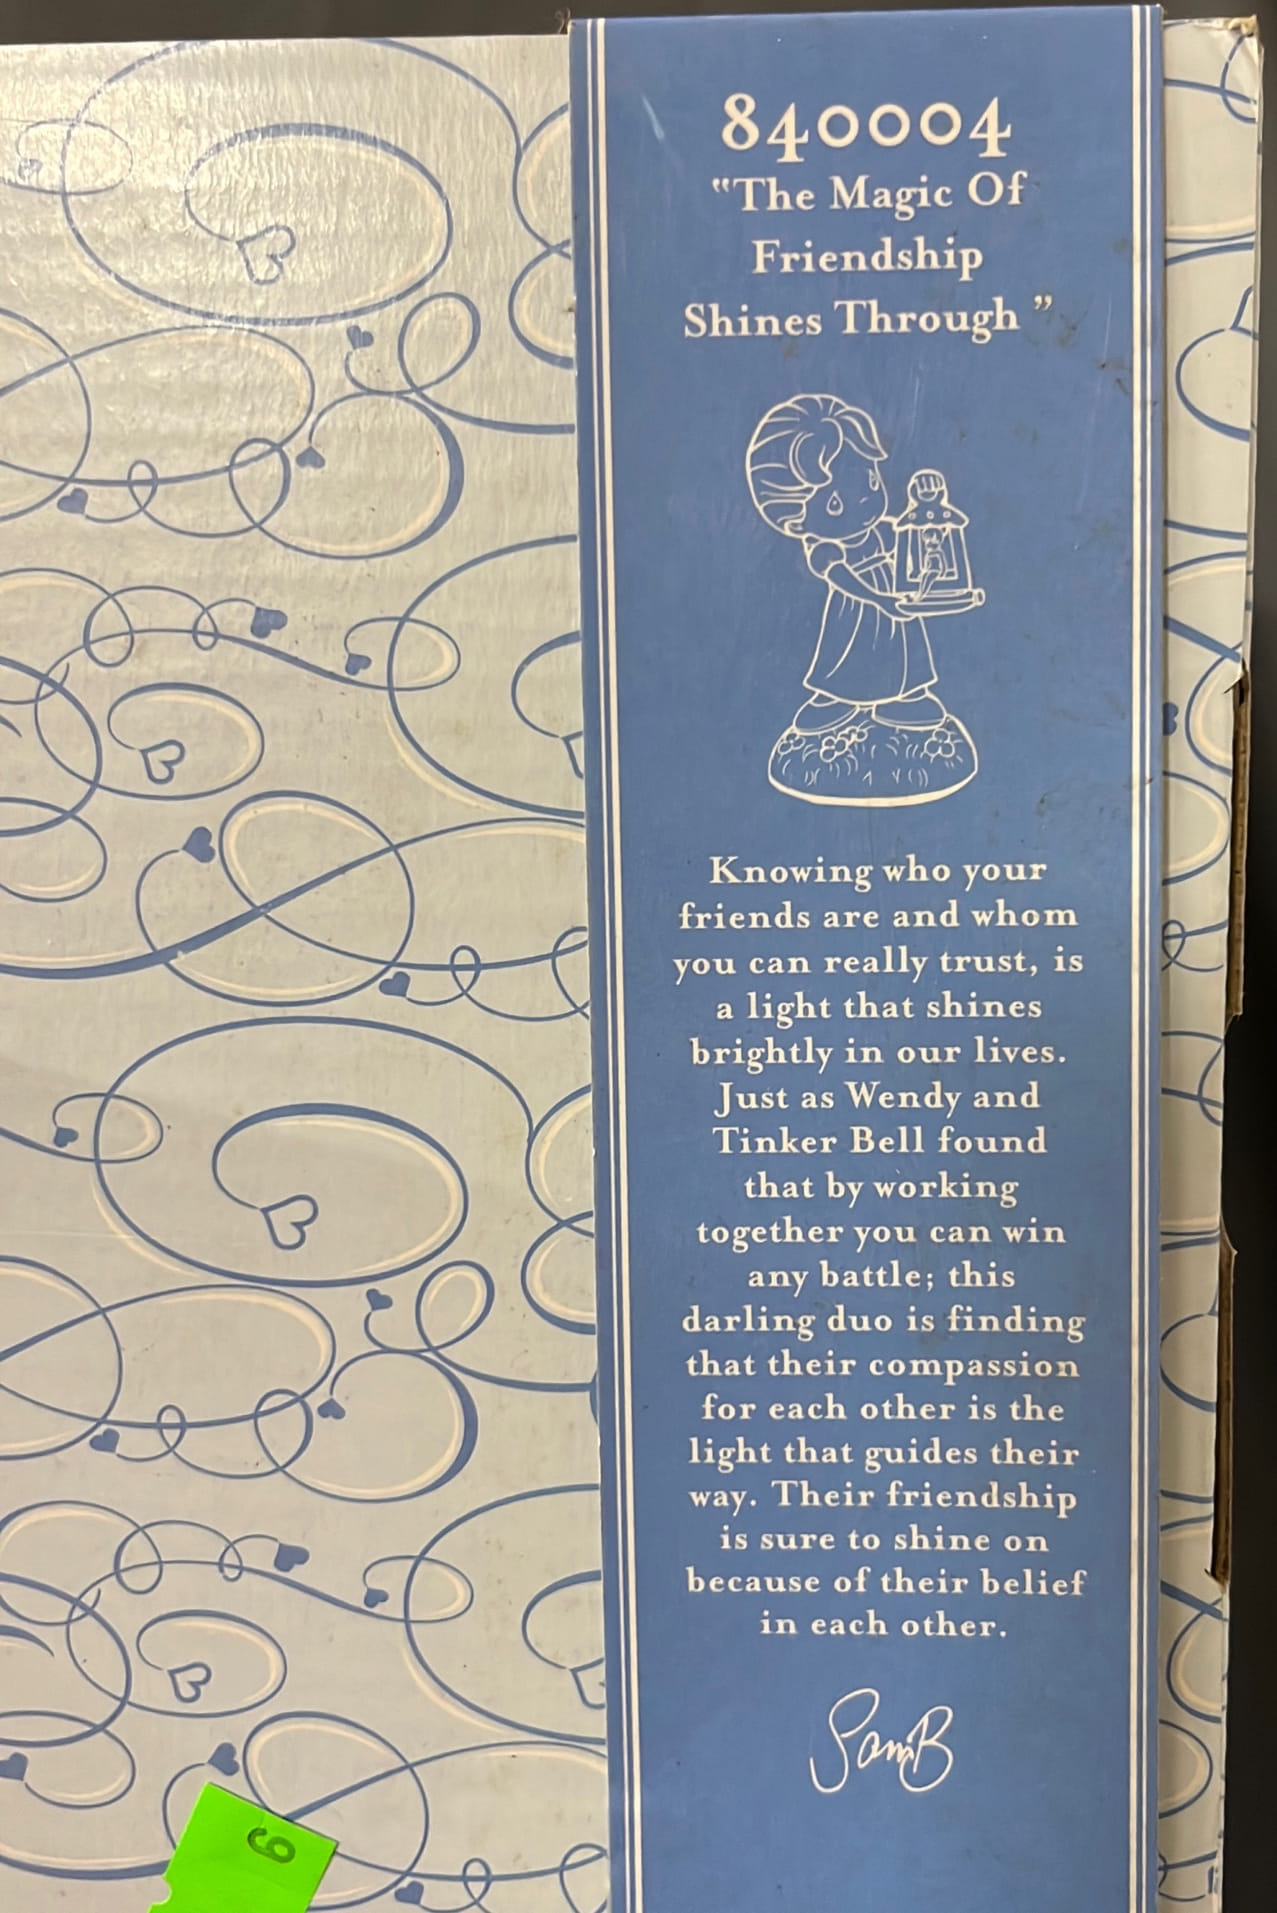 840004
"The Magic Of
Friendship
Shines Through "
Knowing who your
friends are and whom
you can really trust, is
a light that shines
brightly in our lives.
Just as Wendy and
Tinker Bell found
that by working
together you can win
any battle; this
darling duo is finding
that their compassion
for each other is the
light that guides their
way. Their friendship
is sure to shine on
because of their belief
in each other.
SamB